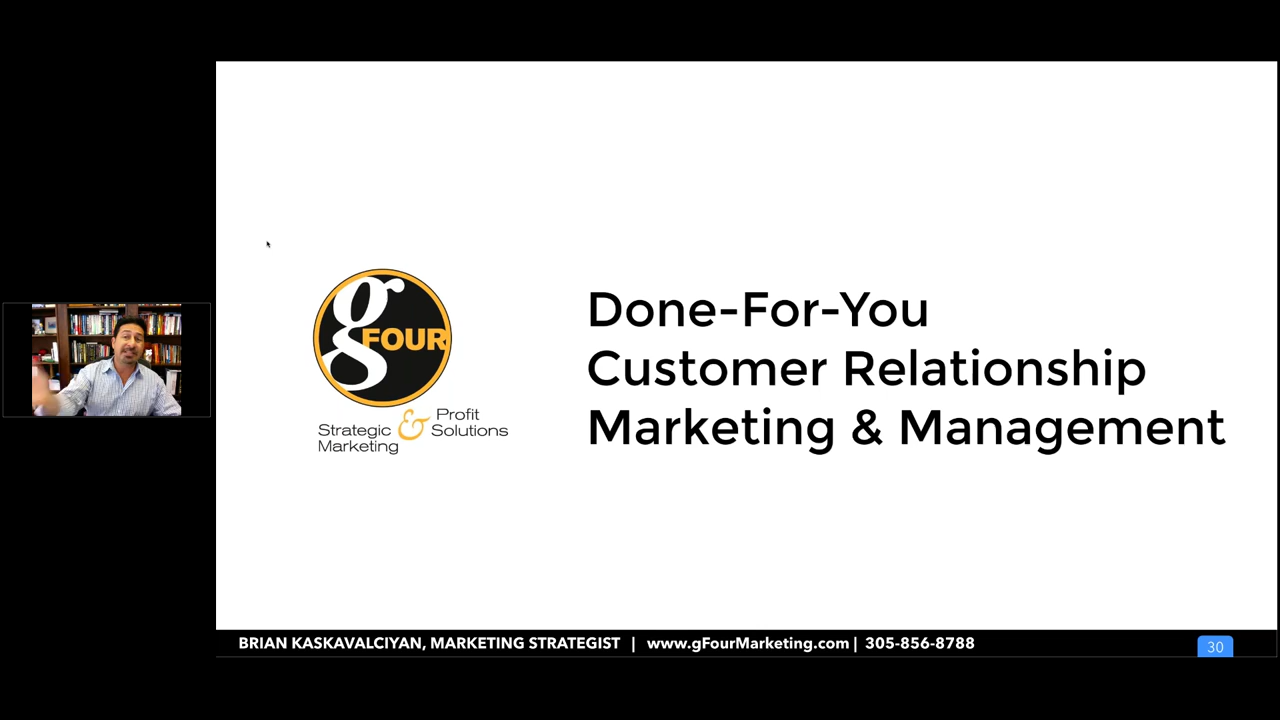 gFOUR
Strategic & Profit
Marketing Solutions
Done-For-You
Customer Relationship
Marketing & Management
BRIAN KASKAVALCIYAN, MARKETING STRATEGIST | www.gFourMarketing.com | 305-856-8788
30